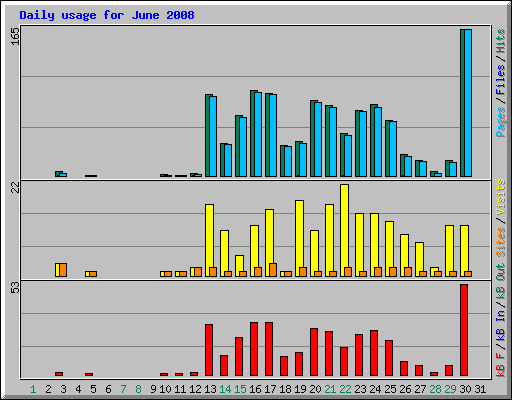 Daily usage for June 2008
165
22
53
Pages / Files / Hits
Sites / Visits
kB F / kB In / kB Out
1 2 3 4 5 6 7 8 9 10 11 12 13 14 15 16 17 18 19 20 21 22 23 24 25 26 27 28 29 30 31